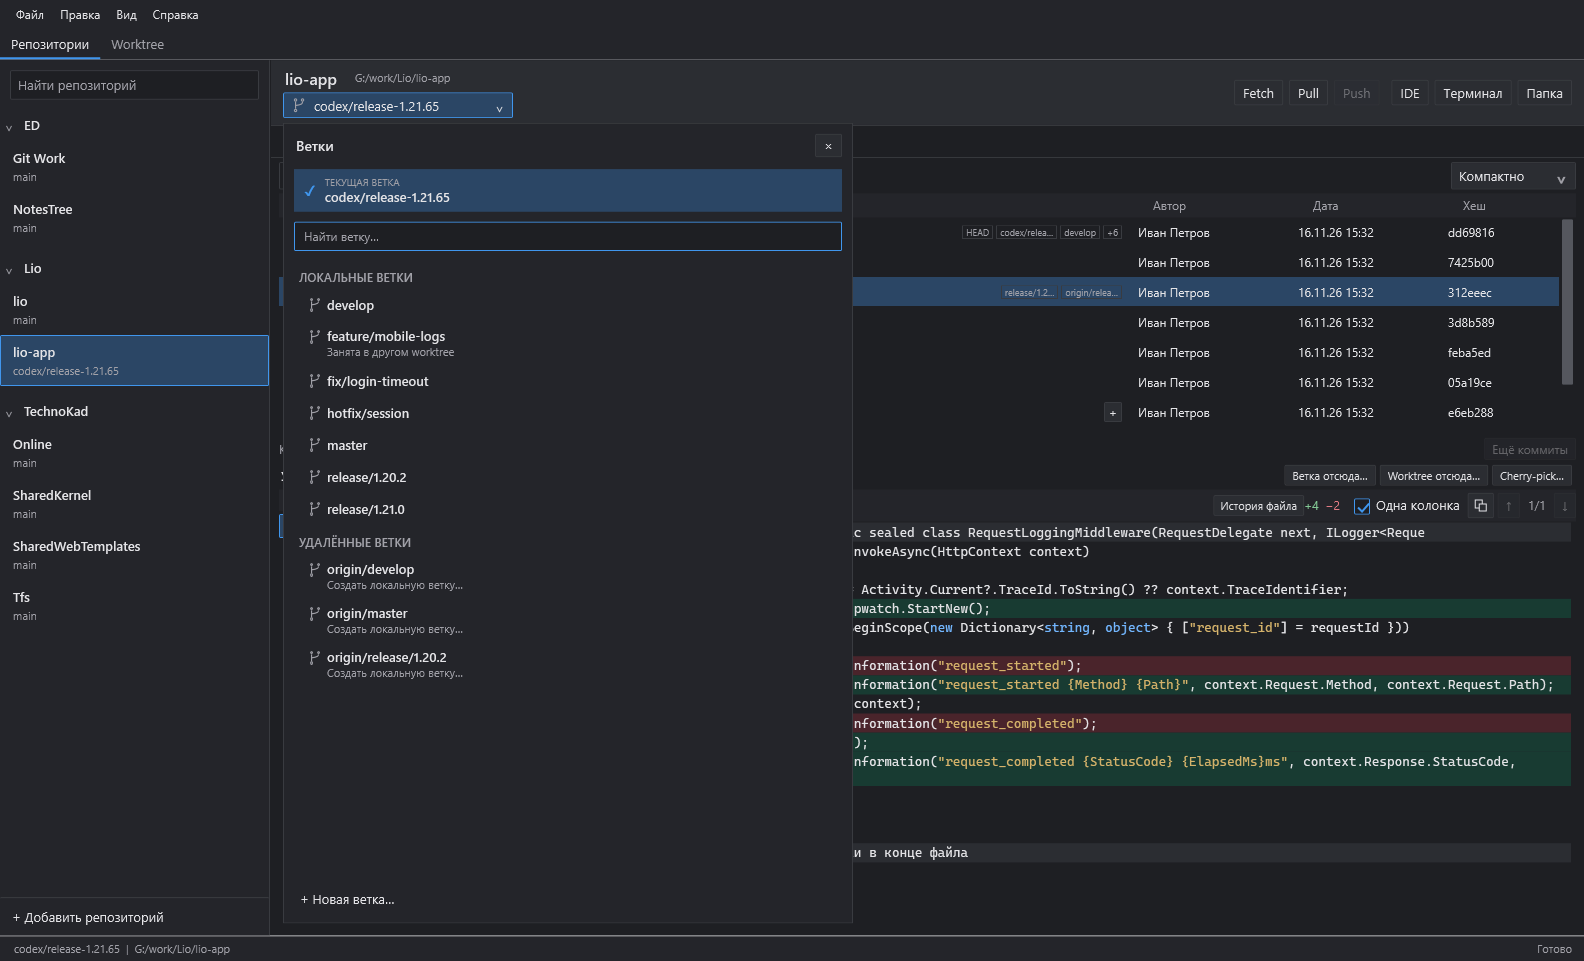 Файл Правка Вид Справка
Репозитории Worktree
Найти репозиторий
ED
Git Work
main
NotesTree
main
Lio
lio
main
lio-app
codex/release-1.21.65
TechnoKad
Online
main
SharedKernel
main
SharedWebTemplates
main
Tfs
main
+ Добавить репозиторий
lio-app G:/work/Lio/lio-app
codex/release-1.21.65
Fetch Pull Push IDE Терминал Папка
Ветки ×
ТЕКУЩАЯ ВЕТКА
codex/release-1.21.65
Найти ветку...
ЛОКАЛЬНЫЕ ВЕТКИ
develop
feature/mobile-logs
Занята в другом worktree
fix/login-timeout
hotfix/session
master
release/1.20.2
release/1.21.0
УДАЛЁННЫЕ ВЕТКИ
origin/develop
Создать локальную ветку...
origin/master
Создать локальную ветку...
origin/release/1.20.2
Создать локальную ветку...
+ Новая ветка...
Компактно
Автор Дата Хеш
HEAD codex/relea... develop +6 Иван Петров 16.11.26 15:32 dd69816
Иван Петров 16.11.26 15:32 7425b00
release/1.2... origin/relea... Иван Петров 16.11.26 15:32 312eeec
Иван Петров 16.11.26 15:32 3d8b589
Иван Петров 16.11.26 15:32 feba5ed
Иван Петров 16.11.26 15:32 05a19ce
+ Иван Петров 16.11.26 15:32 e6eb288
Ещё коммиты
Ветка отсюда... Worktree отсюда... Cherry-pick...
История файла +4 −2 Одна колонка ↑ 1/1 ↓
c sealed class RequestLoggingMiddleware(RequestDelegate next, ILogger<Reque
nvokeAsync(HttpContext context)
Activity.Current?.TraceId.ToString() ?? context.TraceIdentifier;
pwatch.StartNew();
eginScope(new Dictionary<string, object> { ["request_id"] = requestId }))
nformation("request_started");
nformation("request_started {Method} {Path}", context.Request.Method, context.Request.Path);
context);
nformation("request_completed");
);
nformation("request_completed {StatusCode} {ElapsedMs}ms", context.Response.StatusCode,
и в конце файла
codex/release-1.21.65 | G:/work/Lio/lio-app Готово